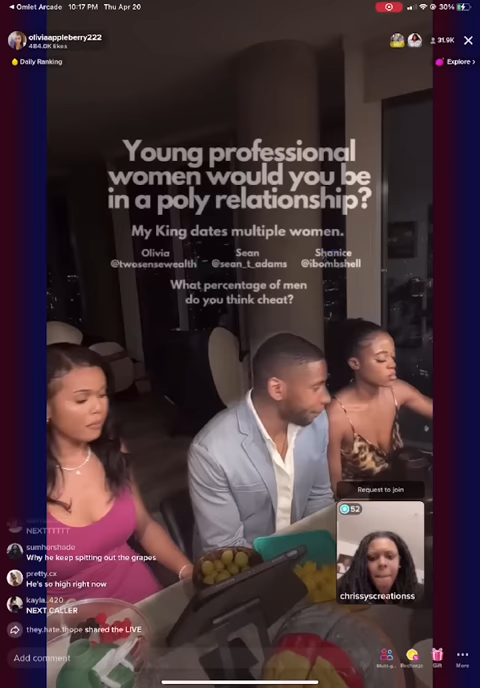 Omlet Arcade 10:17 PM Thu Apr 20
30%
oliviaappleberry222
484.0K likes
31.9K
Daily Ranking
Explore
Young professional
women would you be
in a poly relationship?
My King dates multiple women.
Olivia Sean Shanice
@twosensewealth @sean_t_adams @ibombshell
What percentage of men
do you think cheat?
Request to join
52
chrissyscreationss
NEXTTTTTT
sumhershade
Why he keep spitting out the grapes
pretty.cx
He's so high right now
kayla_420
NEXT CALLER
they.hate.thope shared the LIVE
Add comment
Recharge
Gift
More